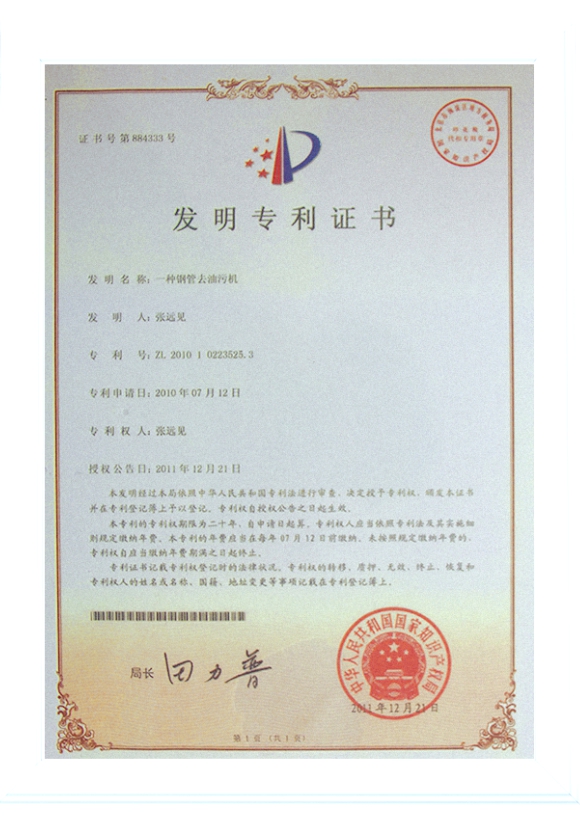 证书号第884333号
发明专利证书
发明名称：一种钢管去油污机
发明人：张远见
专利号：ZL 2010 1 0223525.3
专利申请日：2010年07月12日
专利权人：张远见
授权公告日：2011年12月21日
本发明经过本局依照中华人民共和国专利法进行审查，决定授予专利权，颁发本证书
并在专利登记簿上予以登记。专利权自授权公告之日起生效。
本专利的专利权期限为二十年，自申请日起算。专利权人应当依照专利法及其实施细
则规定缴纳年费。本专利的年费应当在每年07月12日前缴纳。未按照规定缴纳年费的，
专利权自应当缴纳年费期满之日起终止。
专利证书记载专利权登记时的法律状况。专利权的转移、质押、无效、终止、恢复和
专利权人的姓名或名称、国籍、地址变更等事项记载在专利登记簿上。
局长 田力普
中华人民共和国国家知识产权局
2011年12月21日
第1页（共1页）